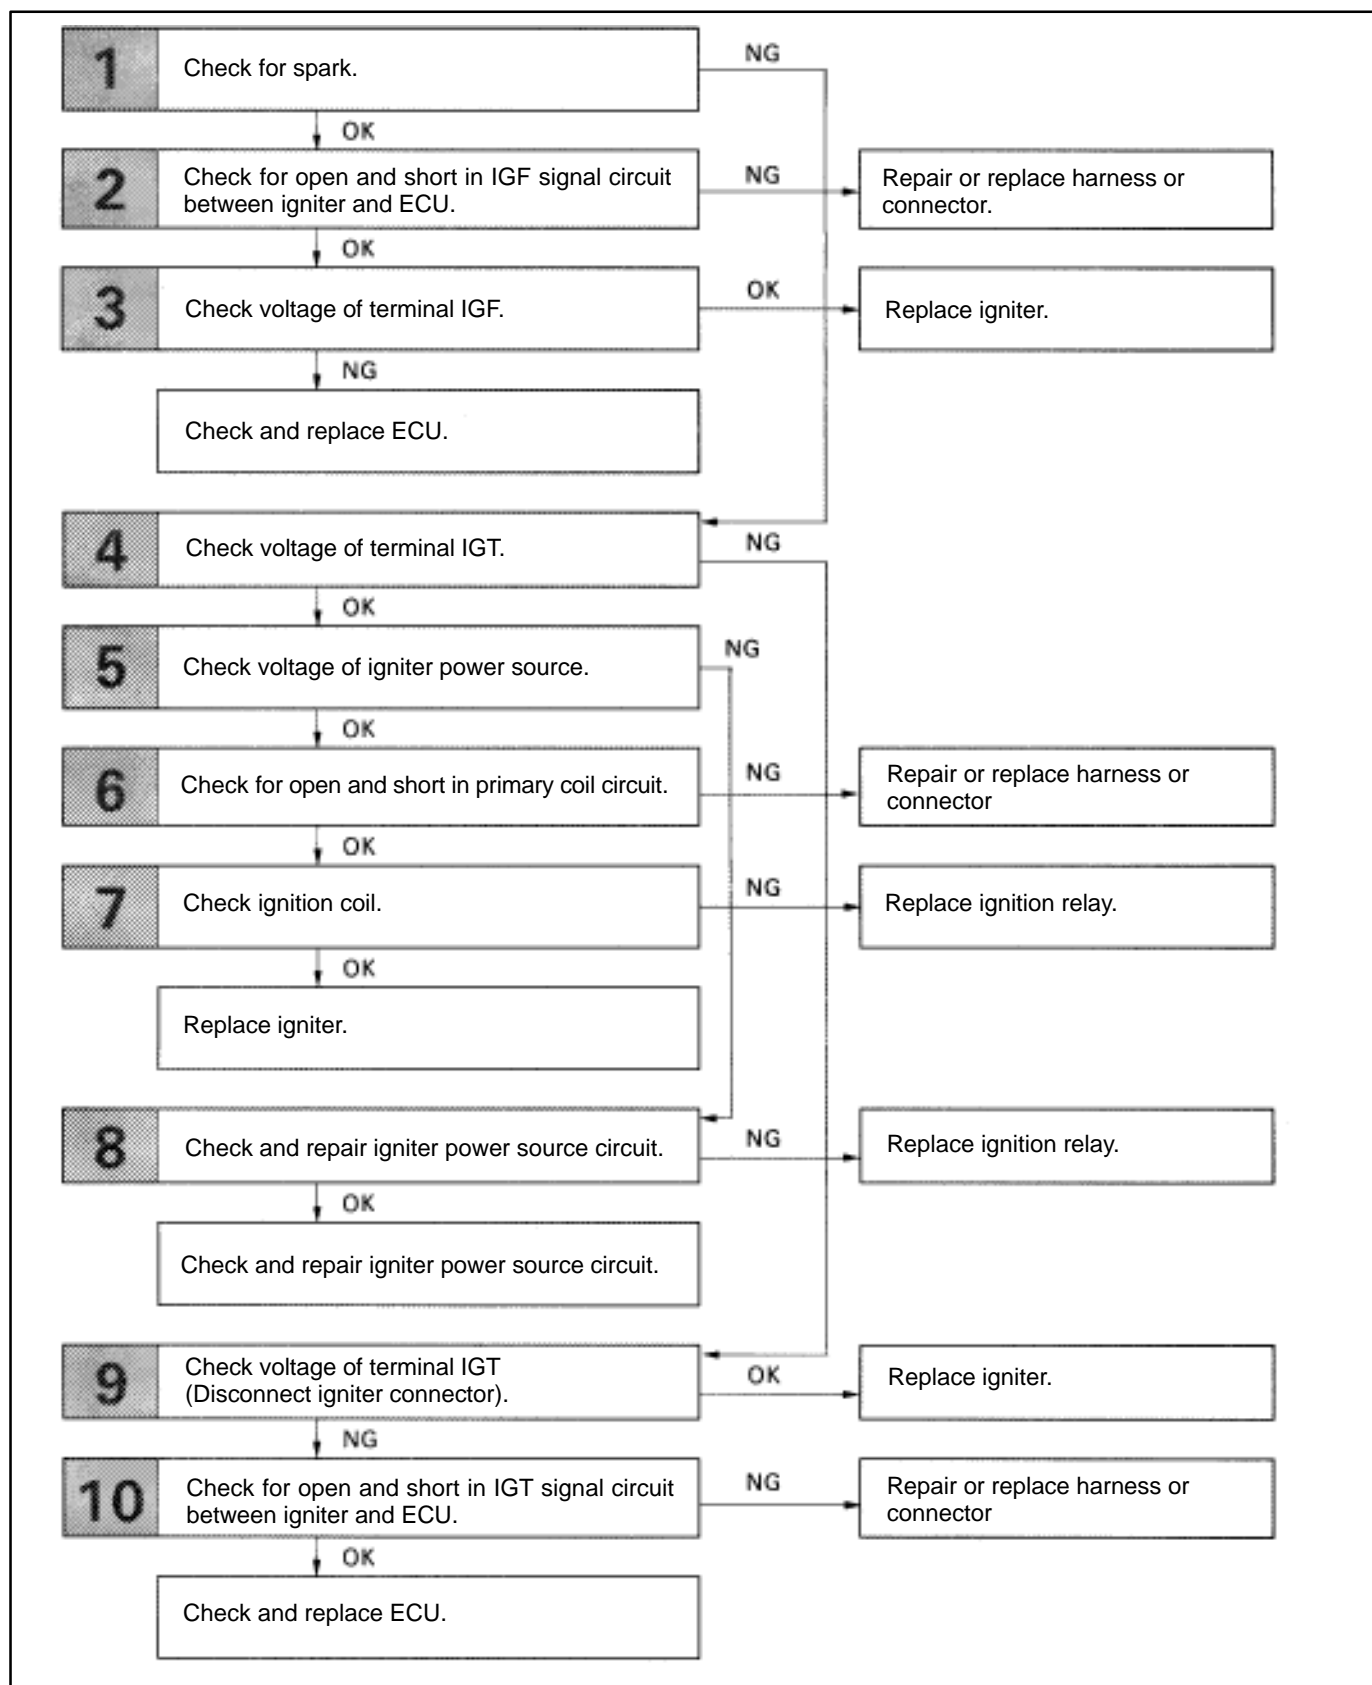 1
Check for spark.
NG
OK
2
Check for open and short in IGF signal circuit
between igniter and ECU.
NG
Repair or replace harness or
connector.
OK
3
Check voltage of terminal IGF.
OK
Replace igniter.
NG
Check and replace ECU.
4
Check voltage of terminal IGT.
NG
OK
5
Check voltage of igniter power source.
NG
OK
6
Check for open and short in primary coil circuit.
NG
Repair or replace harness or
connector
OK
7
Check ignition coil.
NG
Replace ignition relay.
OK
Replace igniter.
8
Check and repair igniter power source circuit.
NG
Replace ignition relay.
OK
Check and repair igniter power source circuit.
9
Check voltage of terminal IGT
(Disconnect igniter connector).
OK
Replace igniter.
NG
10
Check for open and short in IGT signal circuit
between igniter and ECU.
NG
Repair or replace harness or
connector
OK
Check and replace ECU.